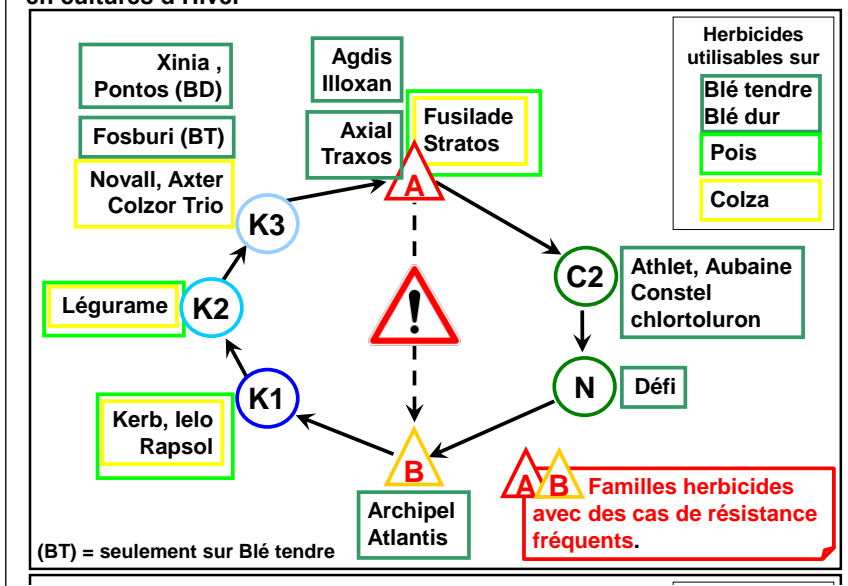 en cultures d'Hiver
Xinia ,
Pontos (BD)
Agdis
Illoxan
Herbicides
utilisables sur
Blé tendre
Blé dur
Pois
Colza
Fosburi (BT)
Axial
Traxos
Fusilade
Stratos
Novall, Axter
Colzor Trio
A
K3
C2
Athlet, Aubaine
Constel
chlortoluron
Légurame
K2
!
N
Défi
K1
Kerb, Ielo
Rapsol
B
Archipel
Atlantis
A B Familles herbicides
avec des cas de résistance
fréquents.
(BT) = seulement sur Blé tendre